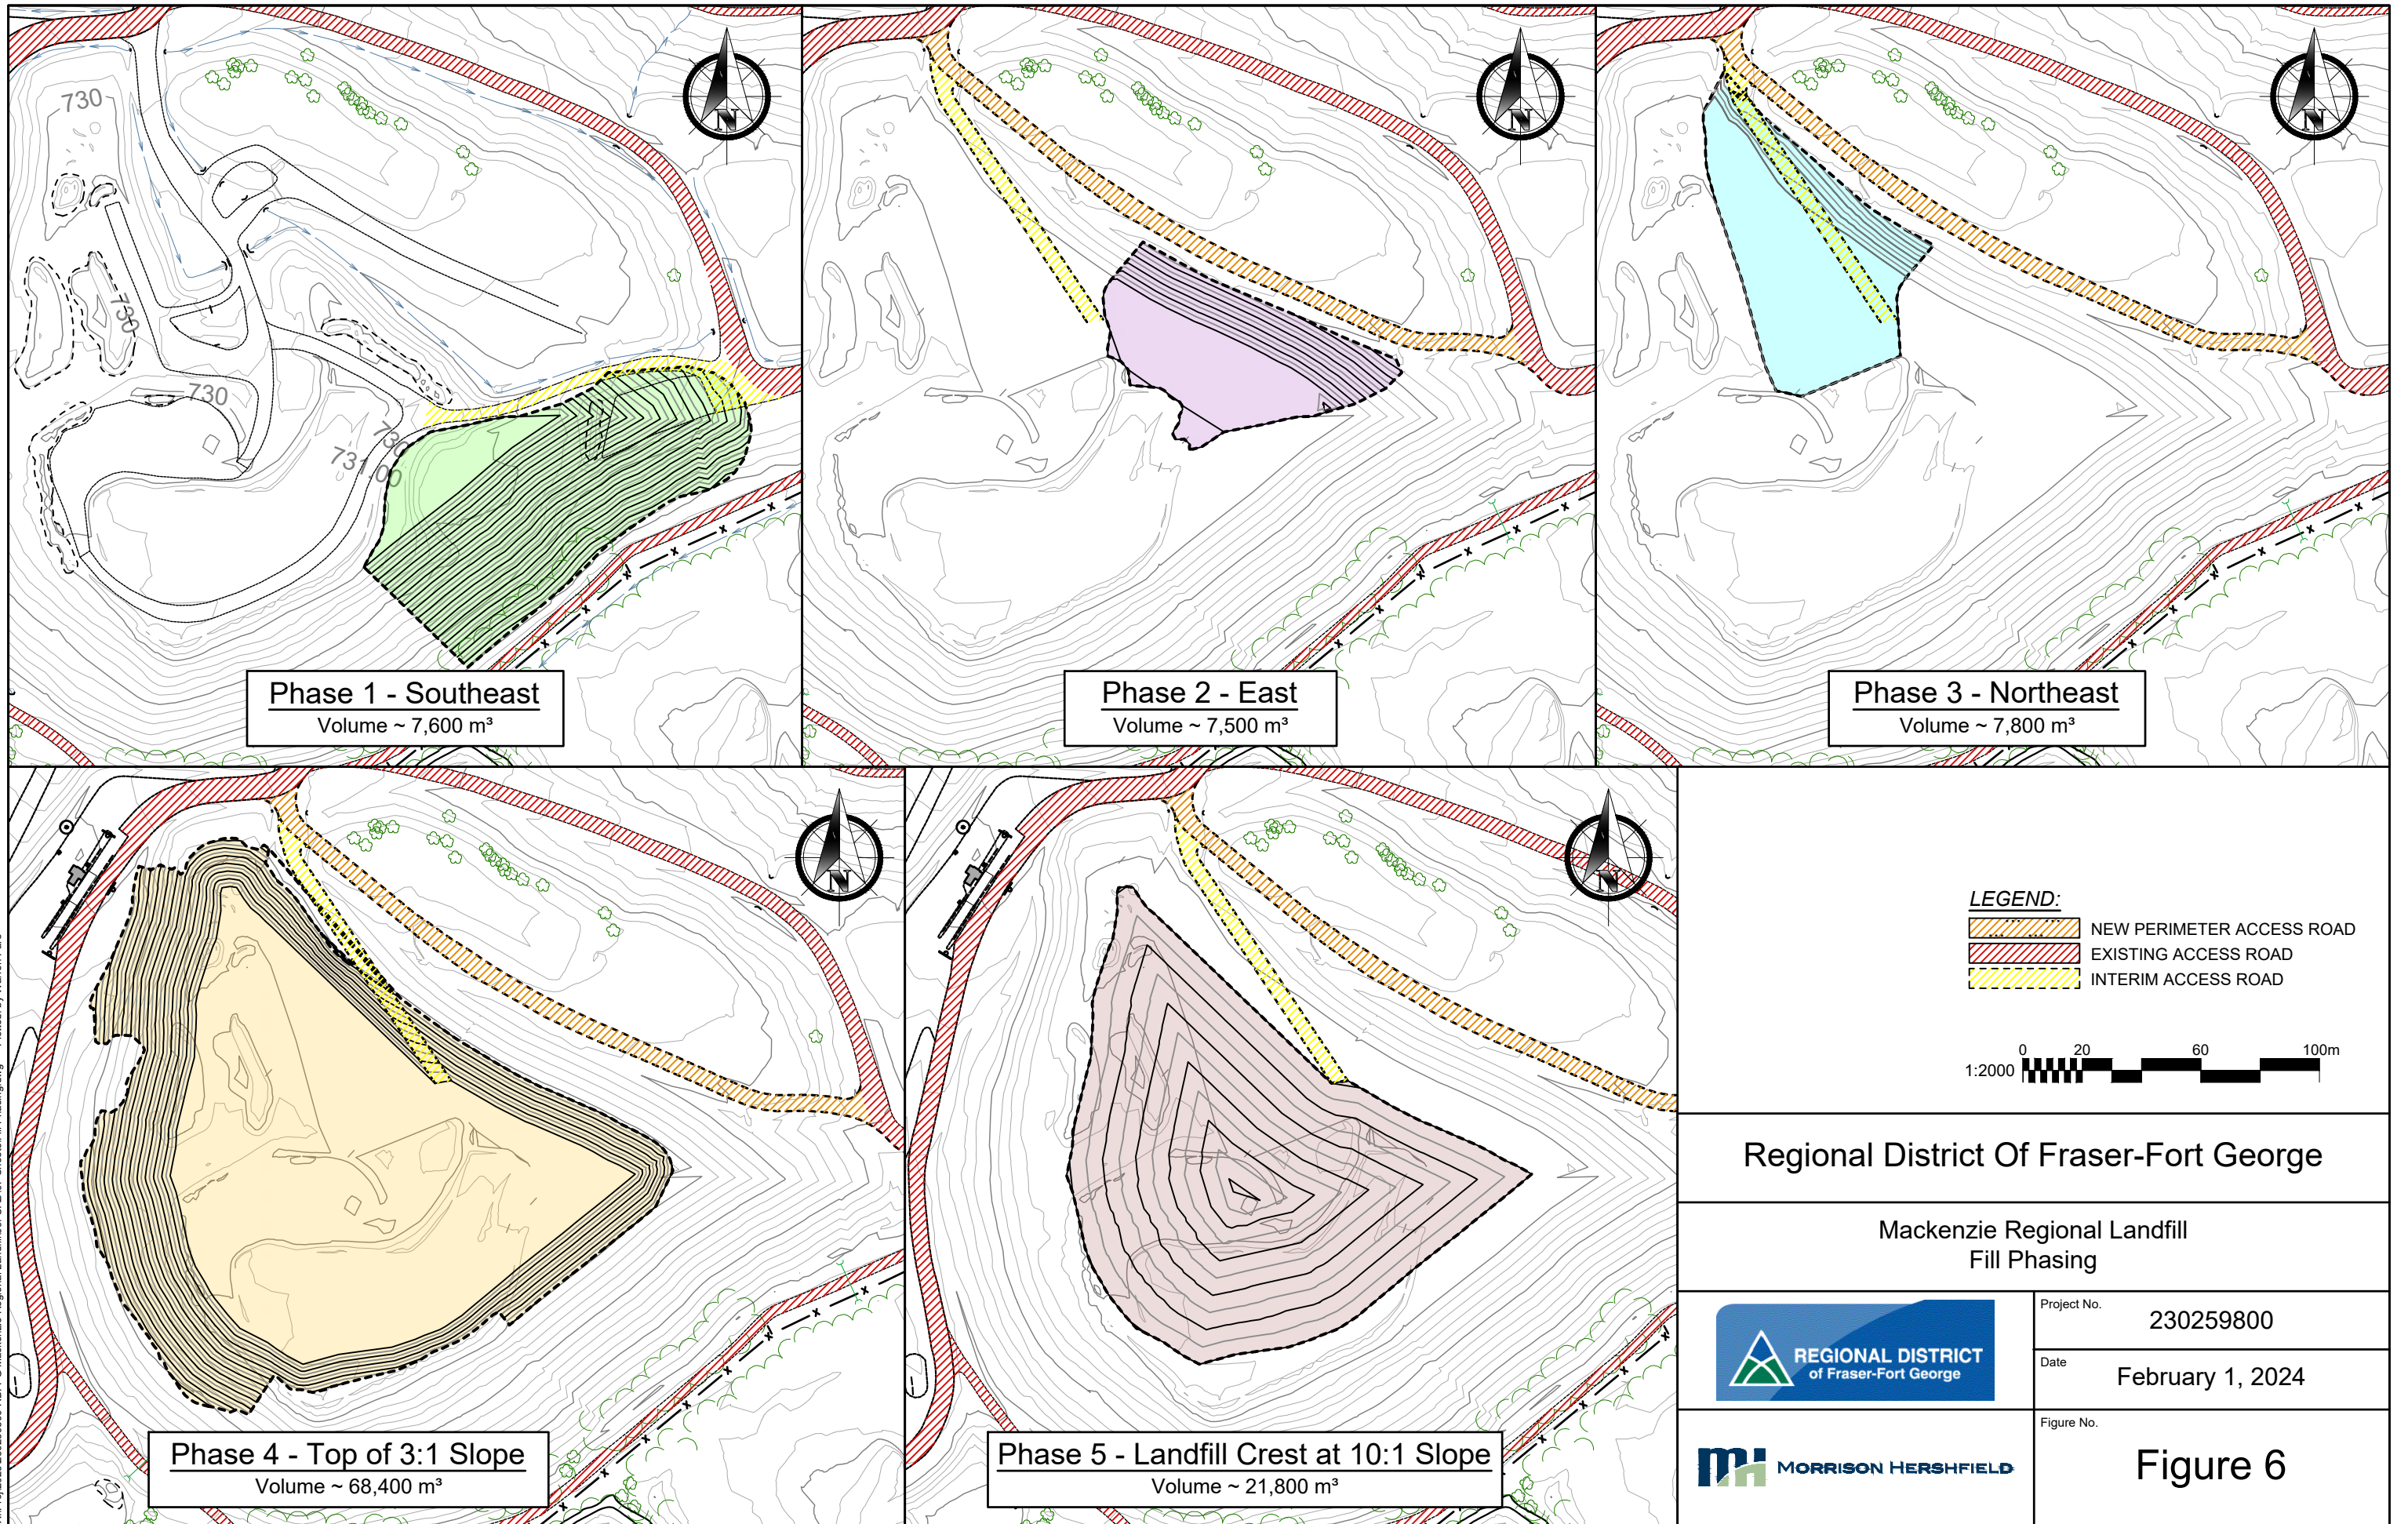 730
730
730
730
731.00
N
Phase 1 - Southeast
Volume ~ 7,600 m³
N
Phase 2 - East
Volume ~ 7,500 m³
N
Phase 3 - Northeast
Volume ~ 7,800 m³
N
Phase 4 - Top of 3:1 Slope
Volume ~ 68,400 m³
N
Phase 5 - Landfill Crest at 10:1 Slope
Volume ~ 21,800 m³
LEGEND:
NEW PERIMETER ACCESS ROAD
EXISTING ACCESS ROAD
INTERIM ACCESS ROAD
0 20 60 100m
1:2000
Regional District Of Fraser-Fort George
Mackenzie Regional Landfill
Fill Phasing
REGIONAL DISTRICT
of Fraser-Fort George
Project No.
230259800
Date
February 1, 2024
MORRISON HERSHFIELD
Figure No.
Figure 6